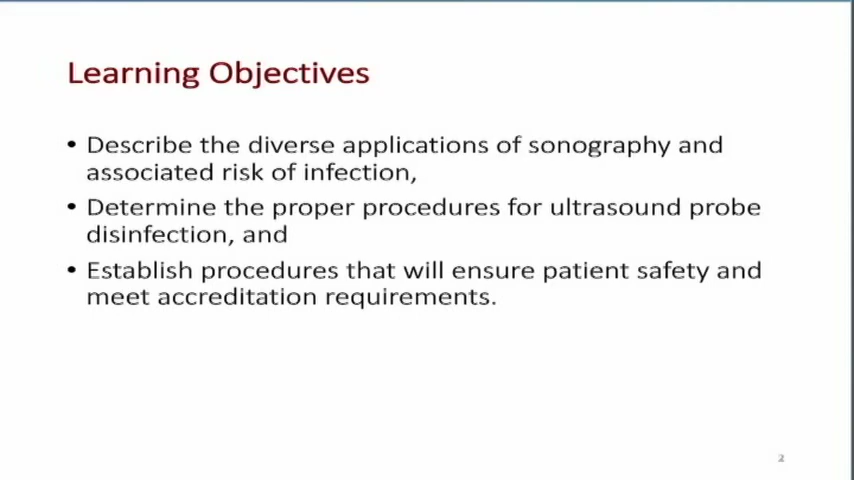 Learning Objectives
• Describe the diverse applications of sonography and
associated risk of infection,
• Determine the proper procedures for ultrasound probe
disinfection, and
• Establish procedures that will ensure patient safety and
meet accreditation requirements.
2